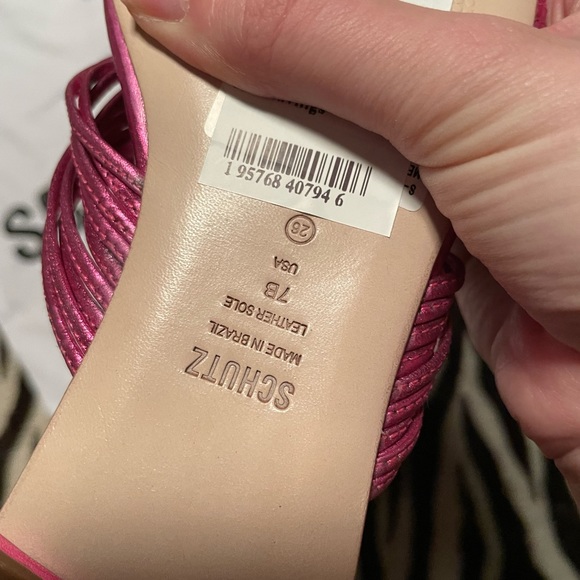 1 95768 40794 6
26
USA
7B
LEATHER SOLE
MADE IN BRAZIL
SCHUTZ